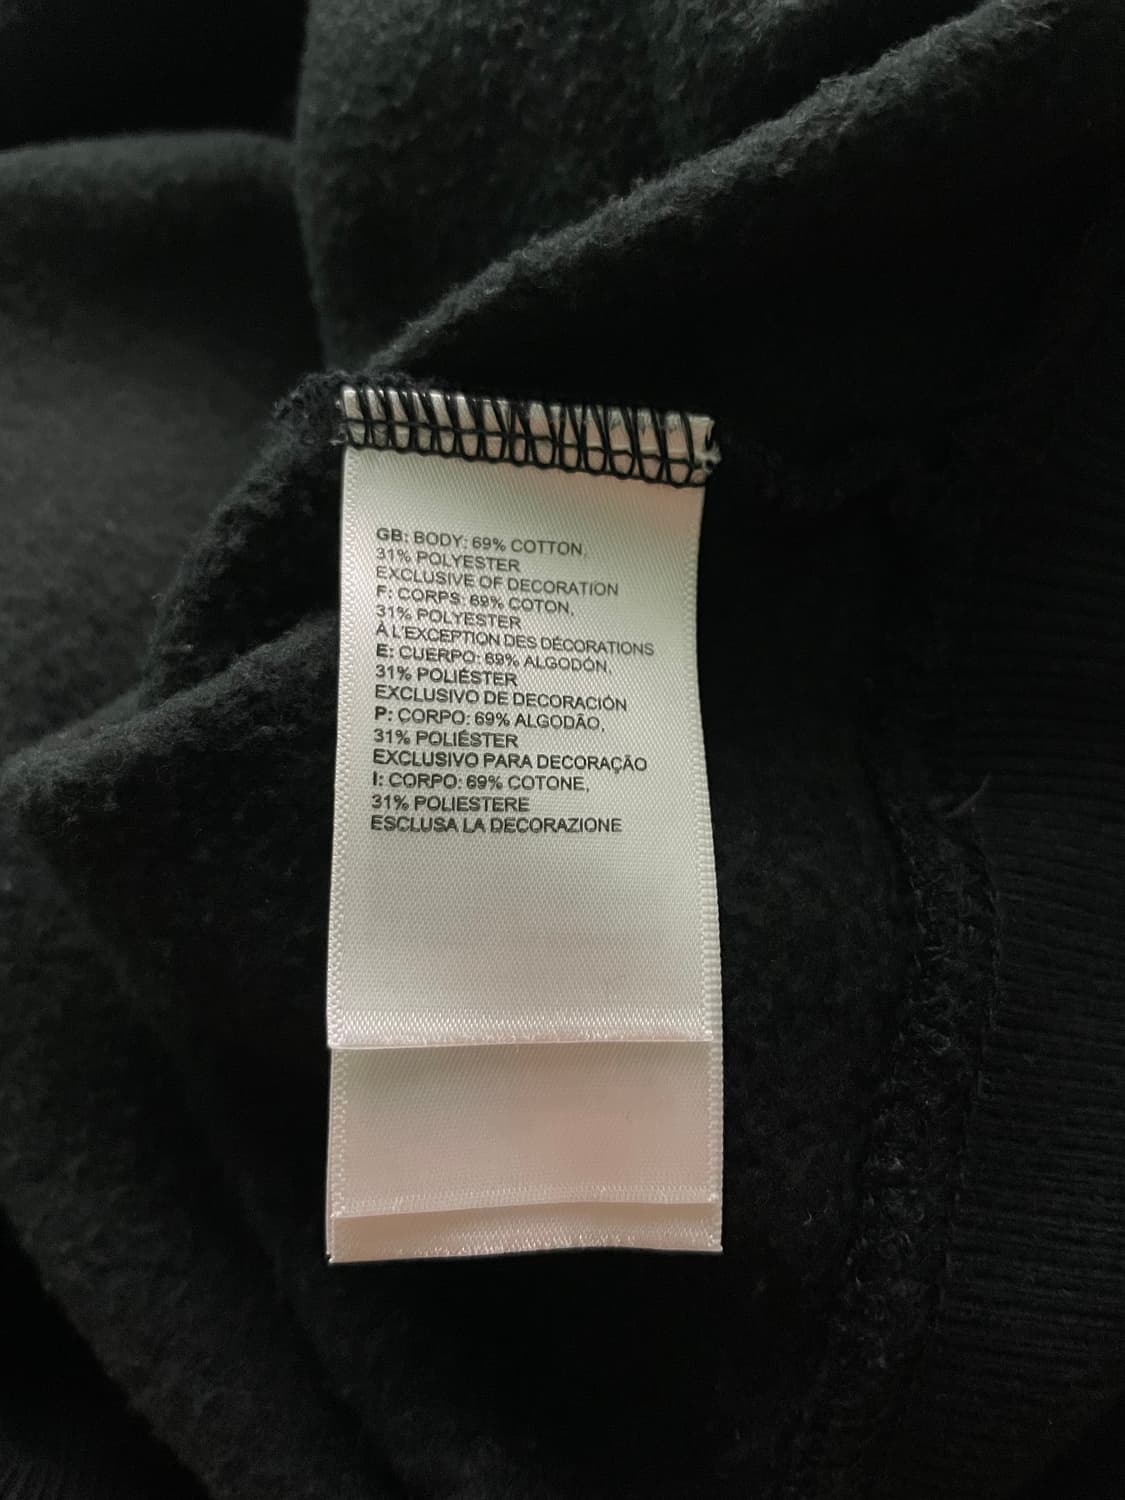 GB: BODY: 69% COTTON,
31% POLYESTER
EXCLUSIVE OF DECORATION
F: CORPS: 69% COTON,
31% POLYESTER
À L'EXCEPTION DES DÉCORATIONS
E: CUERPO: 69% ALGODÓN,
31% POLIÉSTER
EXCLUSIVO DE DECORACIÓN
P: CORPO: 69% ALGODÃO,
31% POLIÉSTER
EXCLUSIVO PARA DECORAÇÃO
I: CORPO: 69% COTONE,
31% POLIESTERE
ESCLUSA LA DECORAZIONE